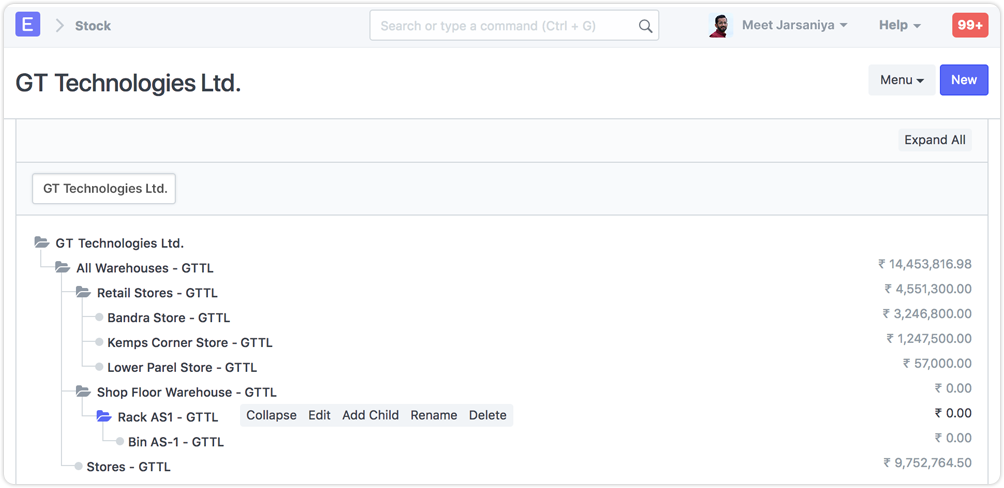 E Stock Search or type a command (Ctrl + G) Meet Jarsaniya Help 99+
GT Technologies Ltd. Menu New
Expand All
GT Technologies Ltd.
GT Technologies Ltd.
All Warehouses - GTTL ₹ 14,453,816.98
Retail Stores - GTTL ₹ 4,551,300.00
Bandra Store - GTTL ₹ 3,246,800.00
Kemps Corner Store - GTTL ₹ 1,247,500.00
Lower Parel Store - GTTL ₹ 57,000.00
Shop Floor Warehouse - GTTL ₹ 0.00
Rack AS1 - GTTL Collapse Edit Add Child Rename Delete ₹ 0.00
Bin AS-1 - GTTL ₹ 0.00
Stores - GTTL ₹ 9,752,764.50